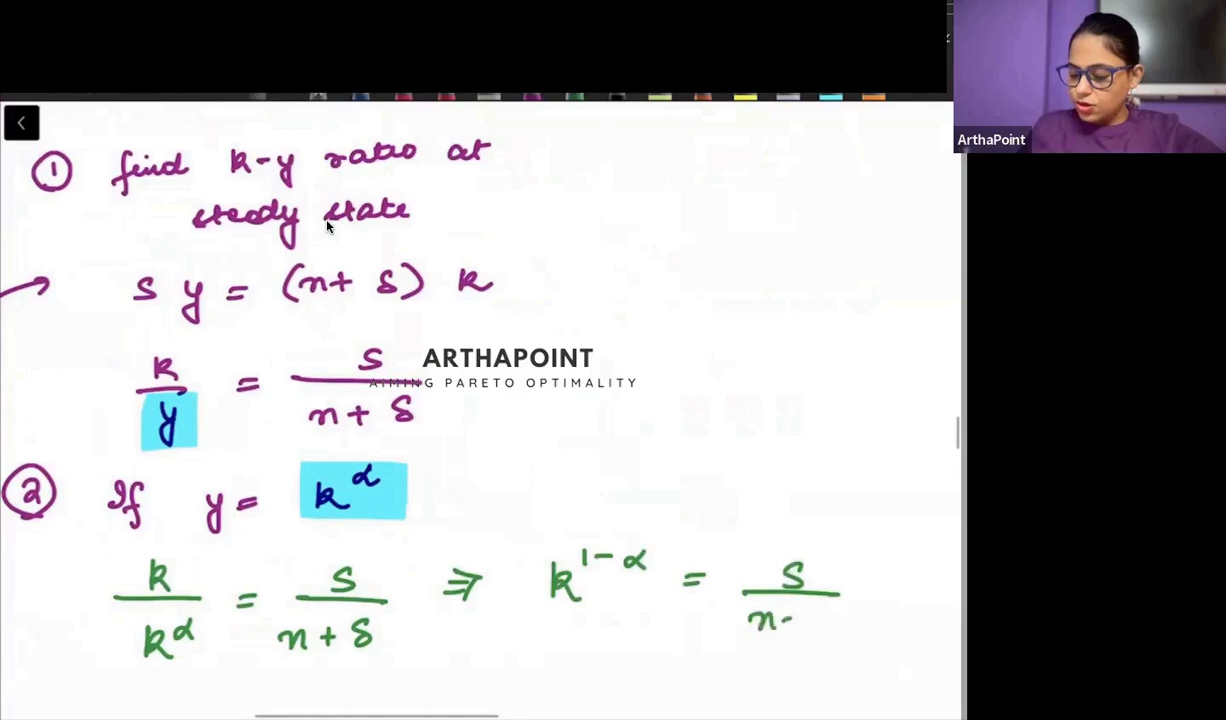 ArthaPoint
① find k-y ratio at
steady state
s y = (n + δ) k
k/y = s/(n + δ)
ARTHAPOINT
AIMING PARETO OPTIMALITY
② If y = k^α
k/k^α = s/(n + δ) ⇒ k^(1-α) = s/n-